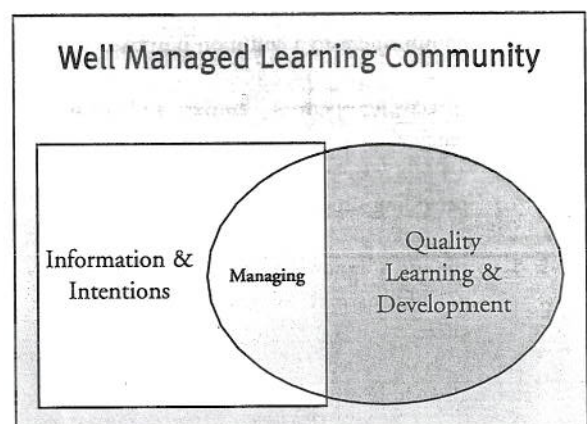 Well Managed Learning Community
Information &
Intentions
Managing
Quality
Learning &
Development